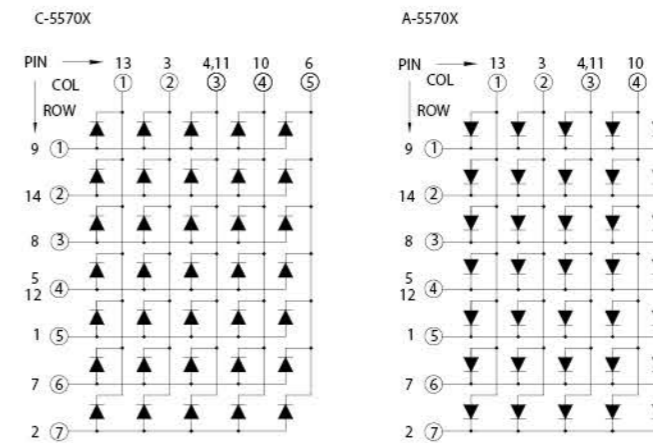 C-5570X
PIN 13 3 4,11 10 6
COL 1 2 3 4 5
ROW
9 1
14 2
8 3
5
12 4
1 5
7 6
2 7
A-5570X
PIN 13 3 4,11 10
COL 1 2 3 4
ROW
9 1
14 2
8 3
5
12 4
1 5
7 6
2 7